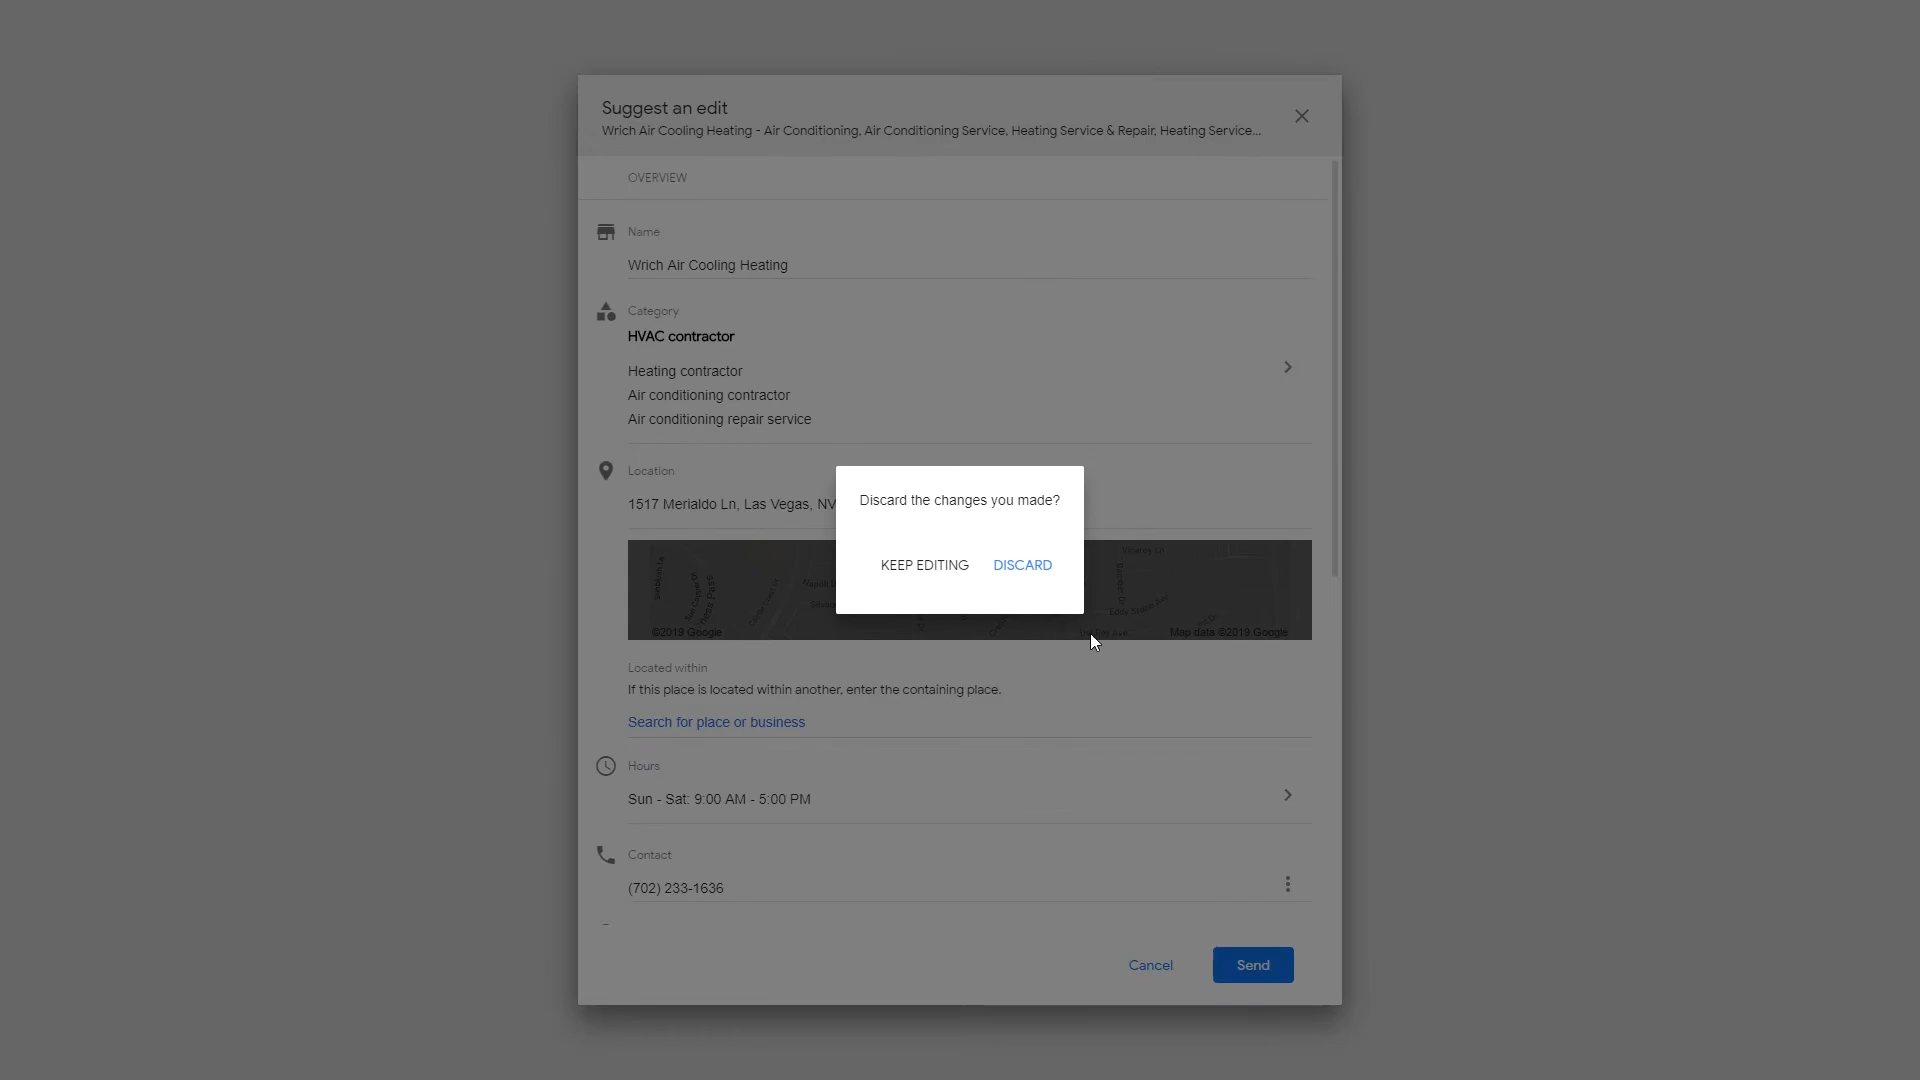 Suggest an edit
Wrich Air Cooling Heating - Air Conditioning, Air Conditioning Service, Heating Service & Repair, Heating Service...
OVERVIEW
Name
Wrich Air Cooling Heating
Category
HVAC contractor
Heating contractor
Air conditioning contractor
Air conditioning repair service
Location
1517 Merialdo Ln, Las Vegas, NV
Discard the changes you made?
KEEP EDITING DISCARD
©2019 Google
Map data ©2019 Google
Located within
If this place is located within another, enter the containing place.
Search for place or business
Hours
Sun - Sat: 9:00 AM - 5:00 PM
Contact
(702) 233-1636
Cancel
Send